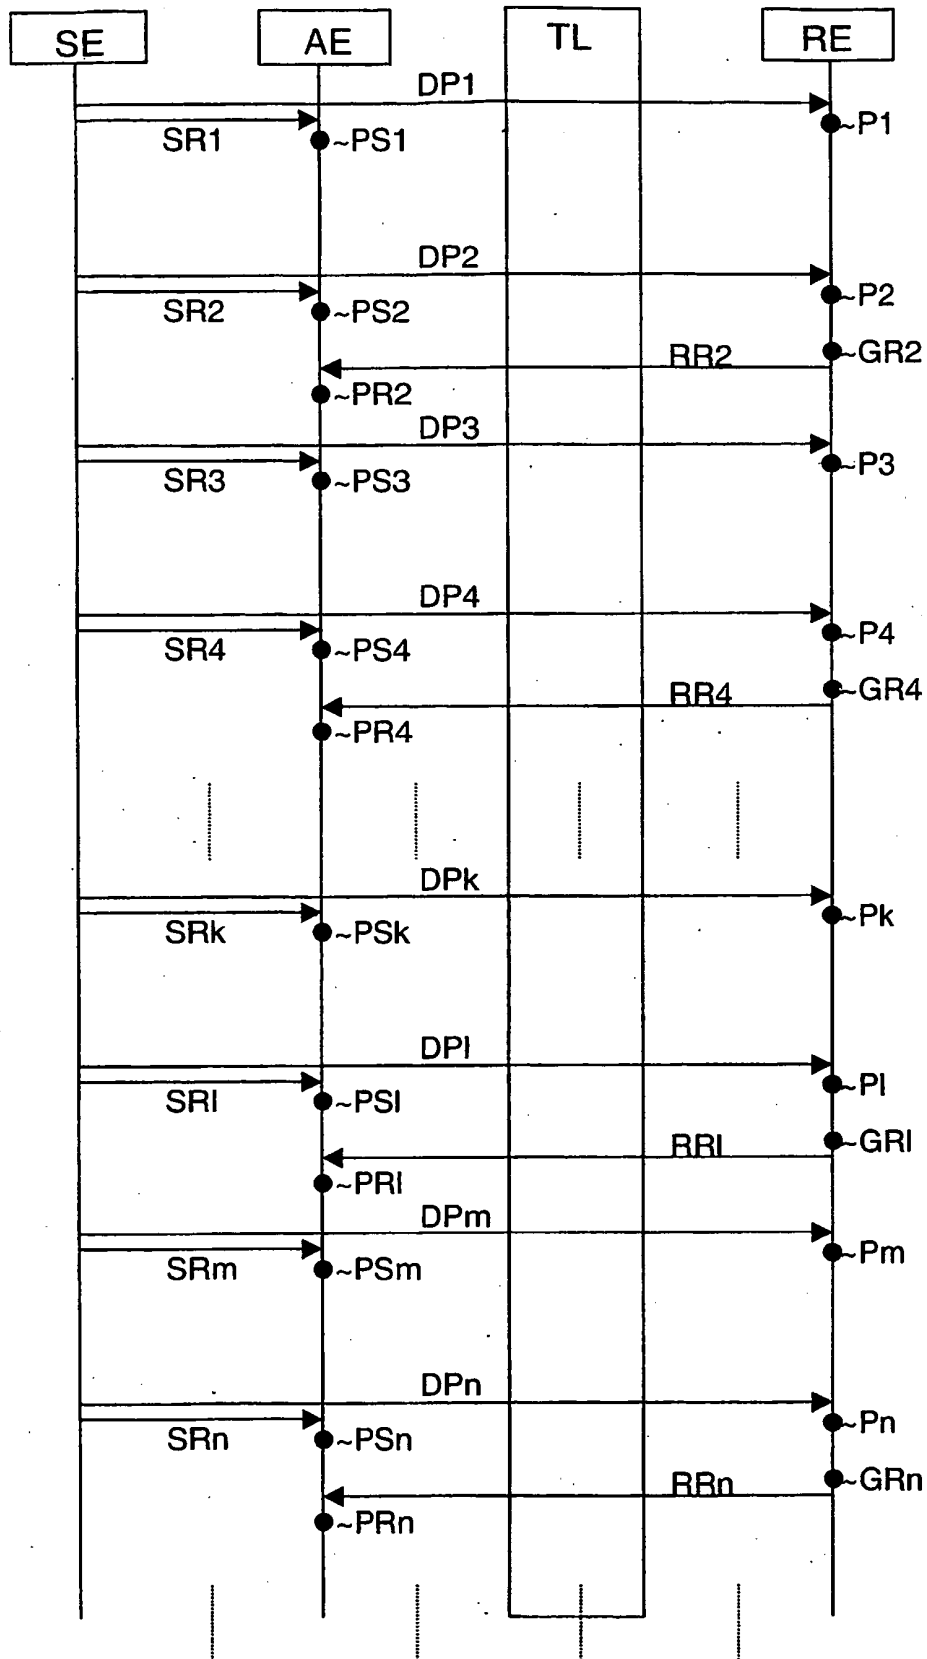 SE AE TL RE
DP1
SR1 ~PS1 ~P1
DP2
SR2 ~PS2 ~P2
RR2 ~GR2
~PR2
DP3
SR3 ~PS3 ~P3
DP4
SR4 ~PS4 ~P4
RR4 ~GR4
~PR4
DPk
SRk ~PSk ~Pk
DPl
SRl ~PSl ~Pl
RRl ~GRl
~PRl
DPm
SRm ~PSm ~Pm
DPn
SRn ~PSn ~Pn
RRn ~GRn
~PRn